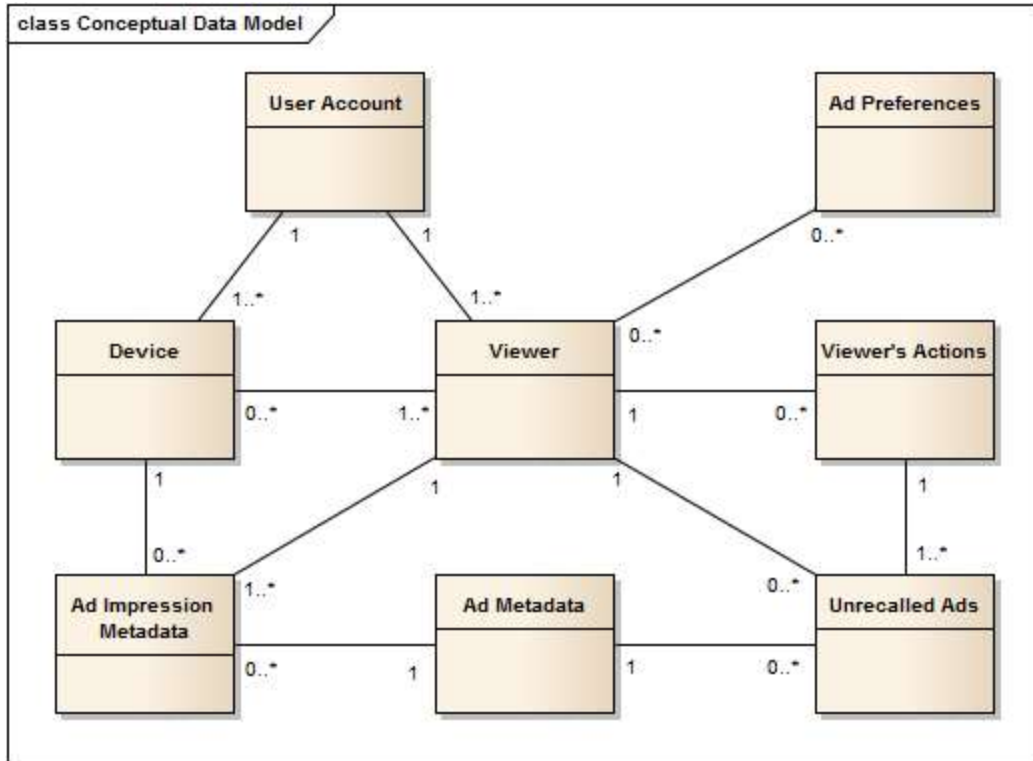 class Conceptual Data Model
User Account
Ad Preferences
1
1
0..*
1..*
1..*
Device
Viewer
0..*
Viewer's Actions
0..*
1..*
1
0..*
1
1
1
1
0..*
1..*
Ad Impression
Metadata
1..*
Ad Metadata
0..*
Unrecalled Ads
0..*
1
1
0..*